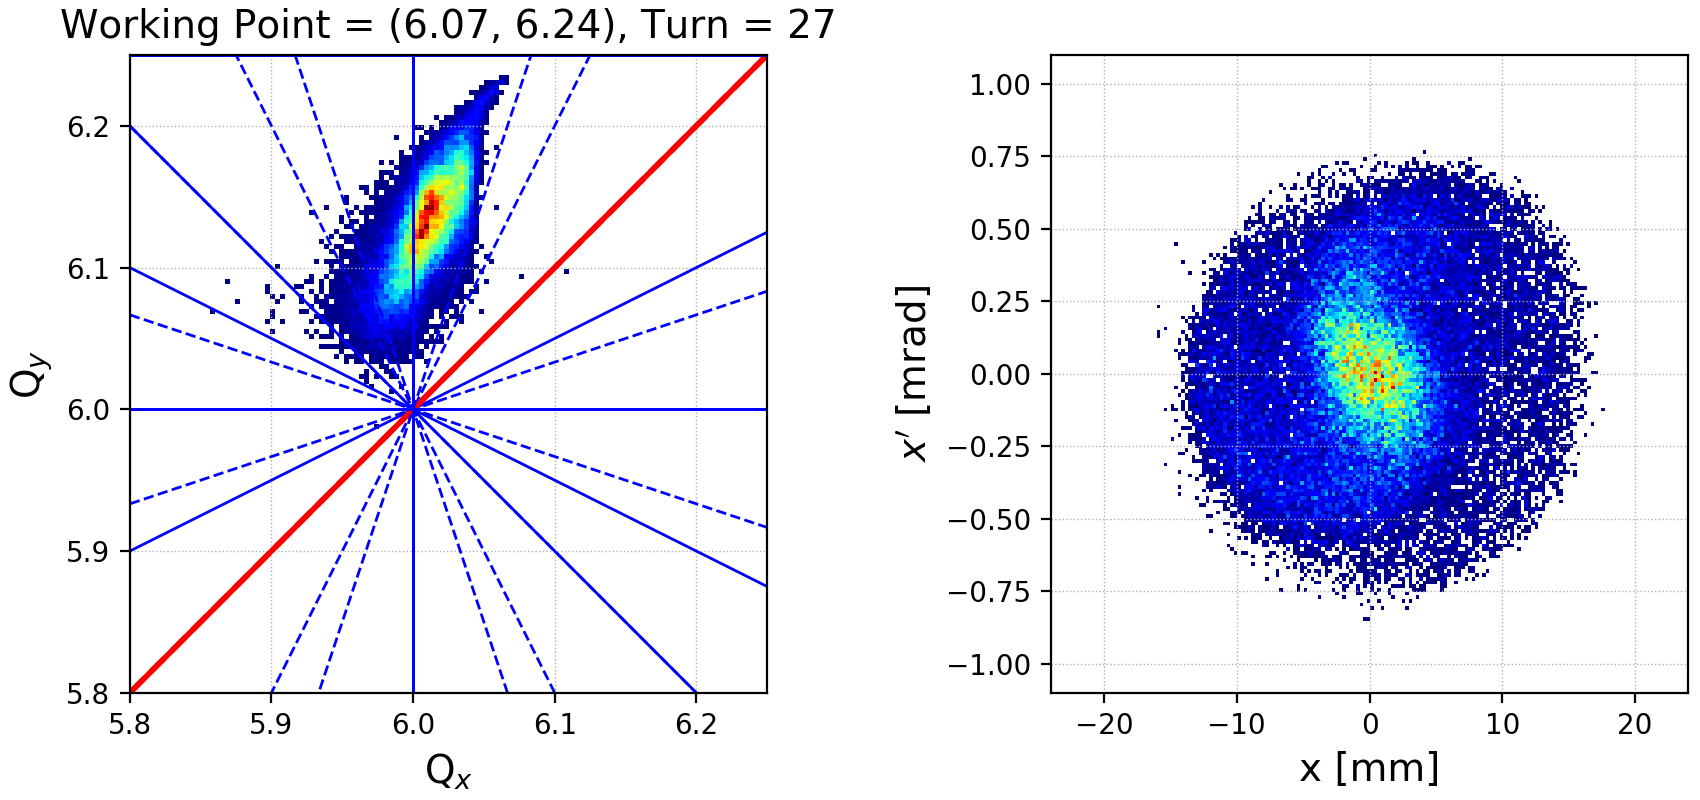 Working Point = (6.07, 6.24), Turn = 27
Q_y
6.2
6.1
6.0
5.9
5.8
5.8 5.9 6.0 6.1 6.2
Q_x
x′ [mrad]
1.00
0.75
0.50
0.25
0.00
−0.25
−0.50
−0.75
−1.00
−20 −10 0 10 20
x [mm]